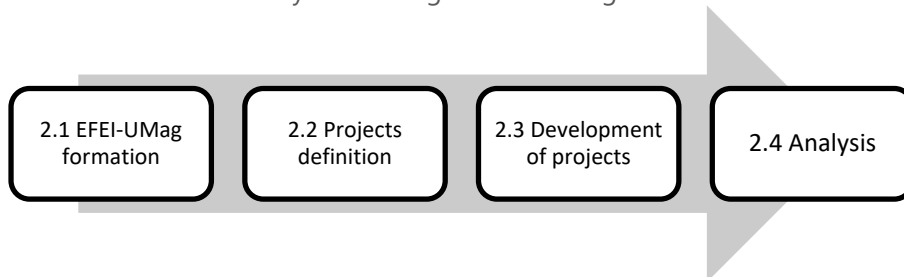 2.1 EFEI-UMag
formation
2.2 Projects
definition
2.3 Development
of projects
2.4 Analysis